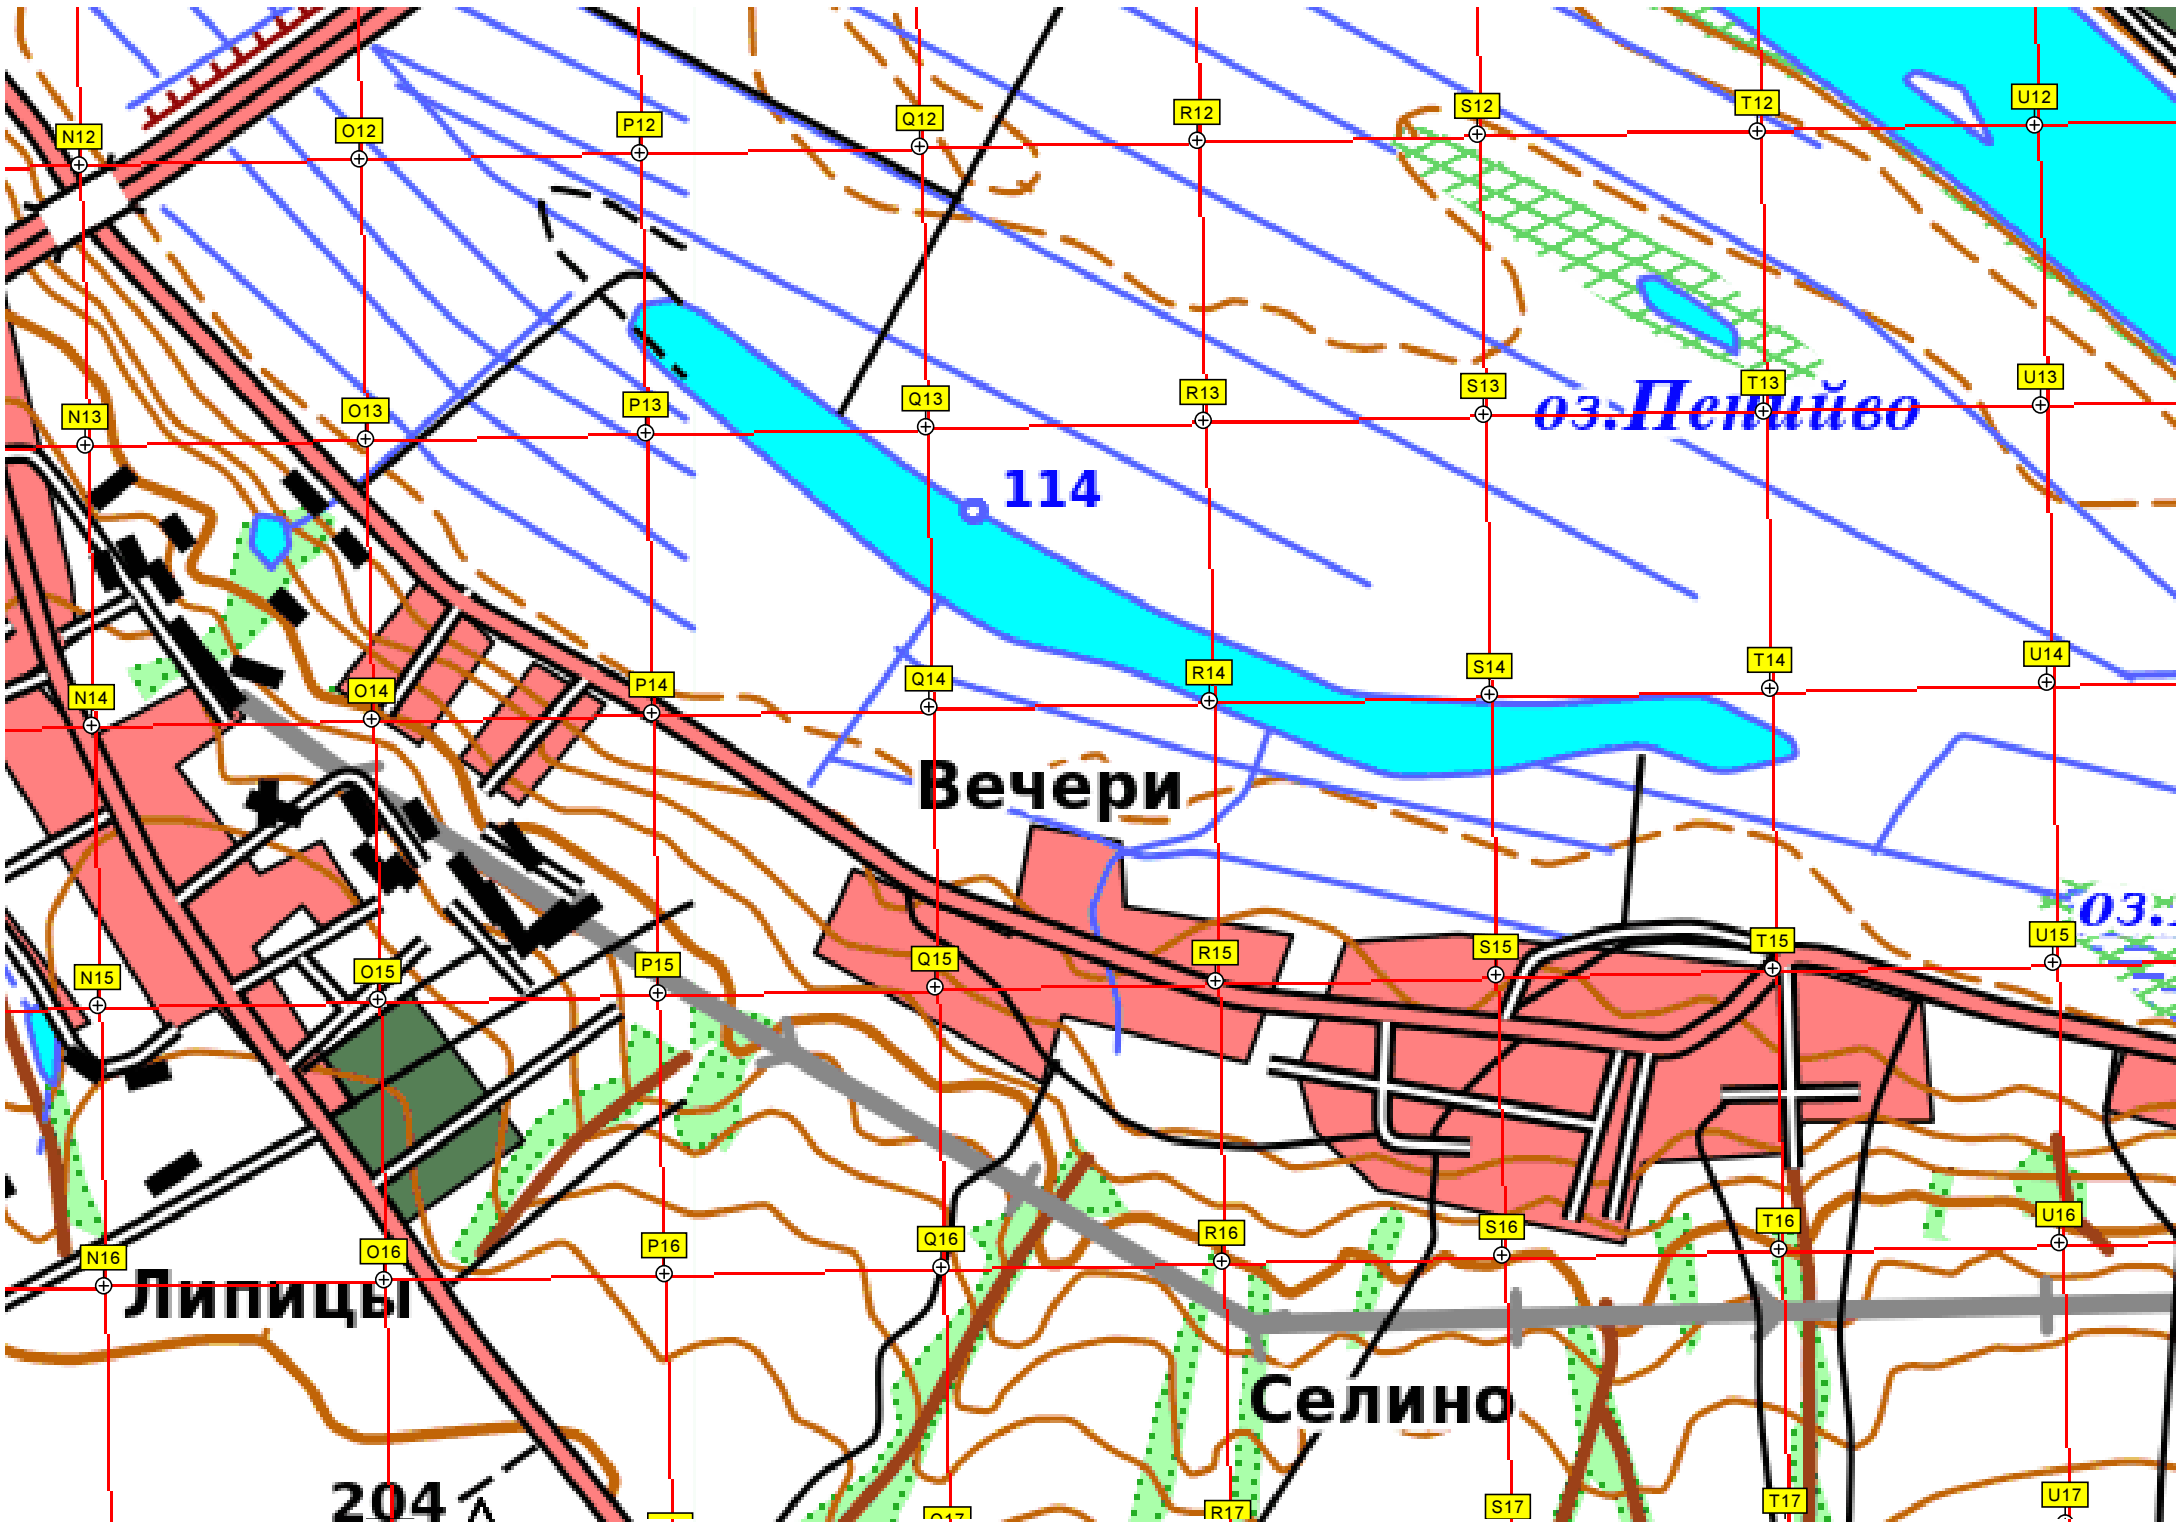 N12 O12 P12 Q12 R12 S12 T12 U12
N13 O13 P13 Q13 R13 S13 T13 U13
оз.Пенийво
114
N14 O14 P14 Q14 R14 S14 T14 U14
Вечери
оз.
N15 O15 P15 Q15 R15 S15 T15 U15
N16 O16 P16 Q16 R16 S16 T16 U16
Липицы
Селино
204
Q17 R17 S17 T17 U17